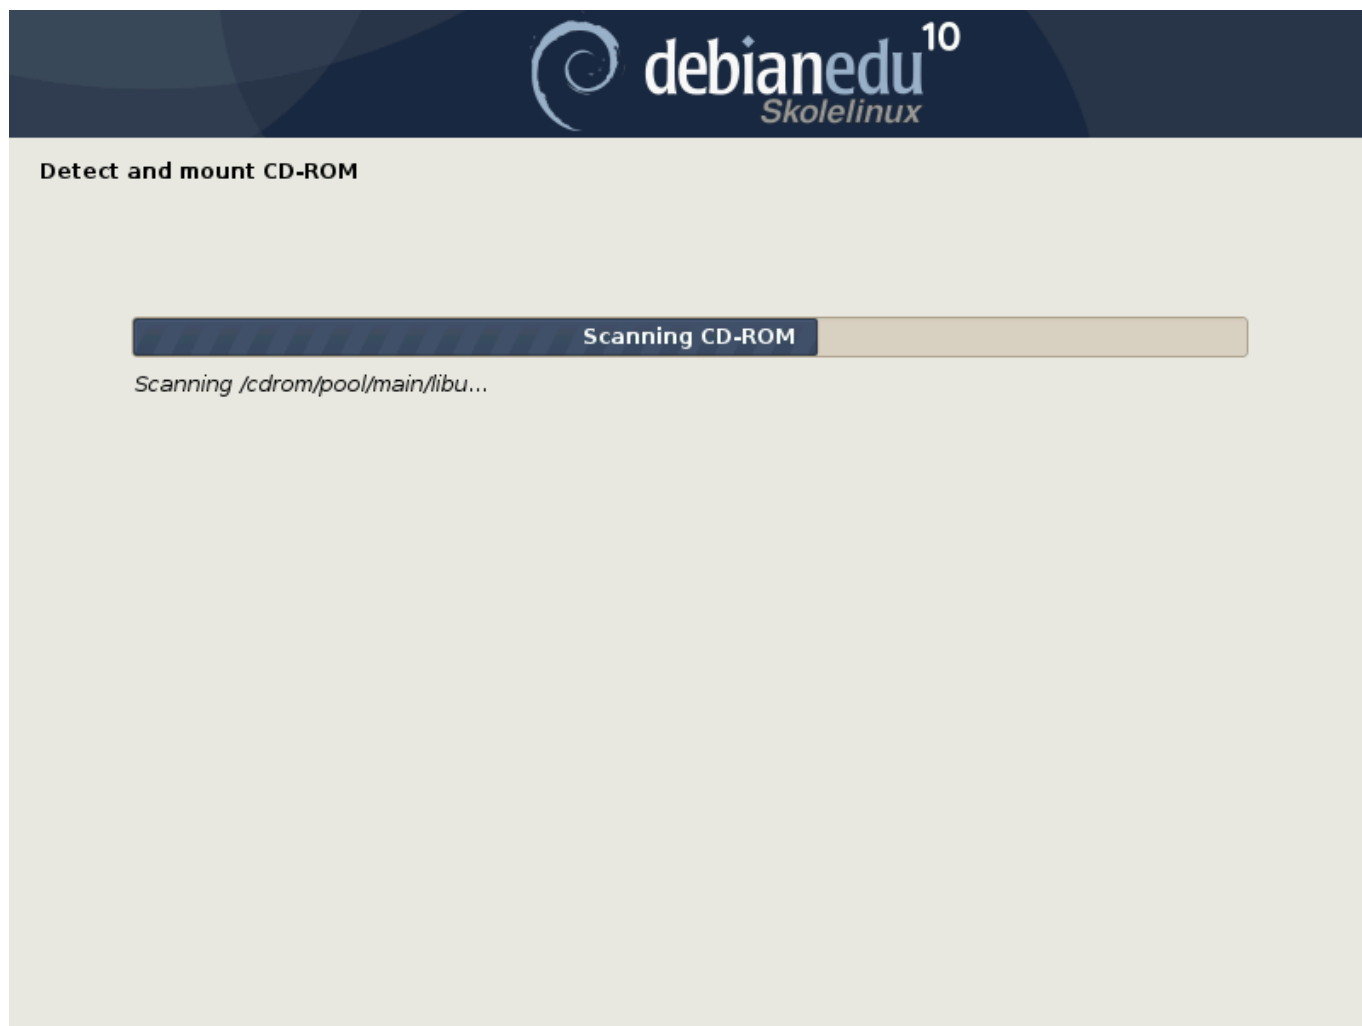 debianedu 10
Skolelinux
Detect and mount CD-ROM
Scanning CD-ROM
Scanning /cdrom/pool/main/libu...